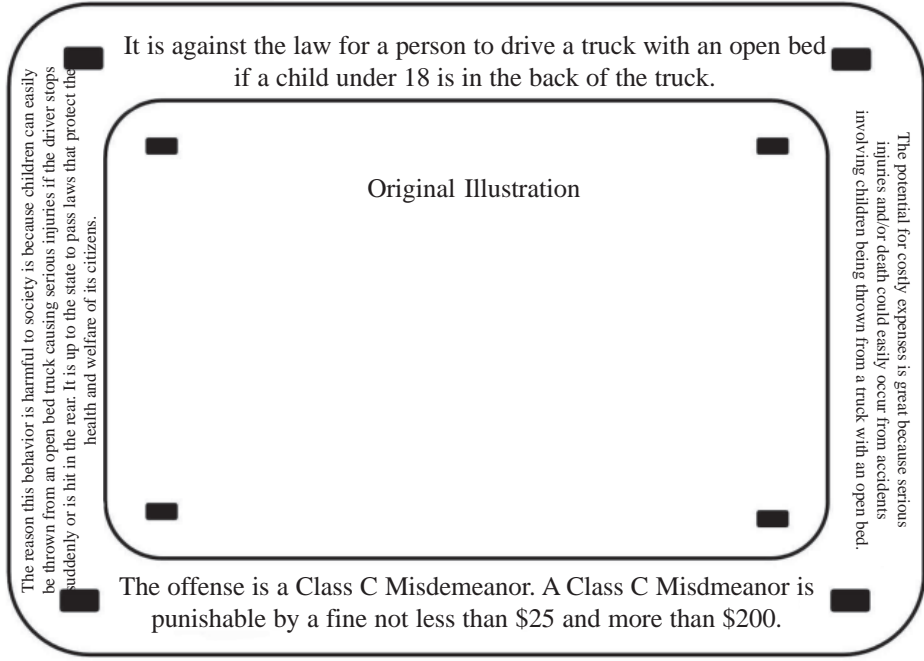 It is against the law for a person to drive a truck with an open bed
if a child under 18 is in the back of the truck.
The reason this behavior is harmful to society is because children can easily
be thrown from an open bed truck causing serious injuries if the driver stops
suddenly or is hit in the rear. It is up to the state to pass laws that protect the
health and welfare of its citizens.
Original Illustration
The potential for costly expenses is great because serious
injuries and/or death could easily occur from accidents
involving children being thrown from a truck with an open bed.
The offense is a Class C Misdemeanor. A Class C Misdmeanor is
punishable by a fine not less than $25 and more than $200.